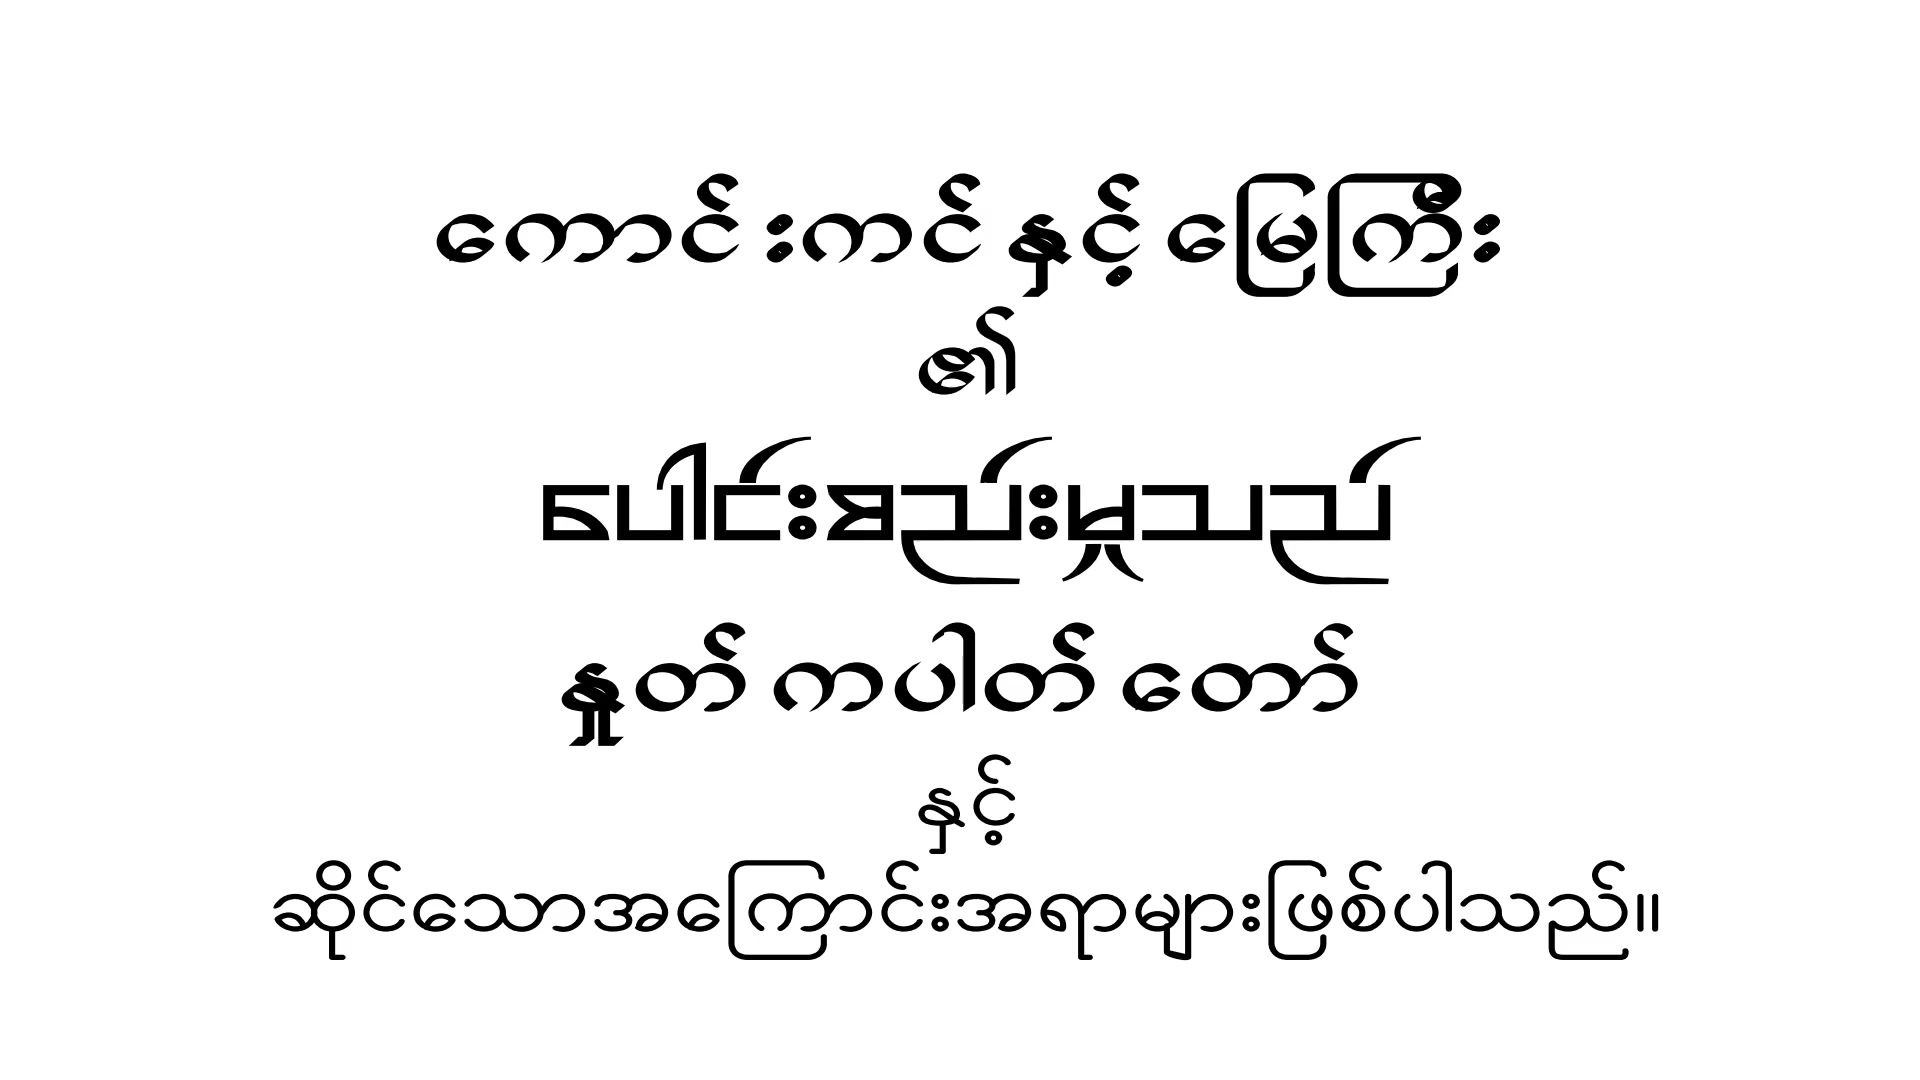 ကောင်းကင် နှင့် မြေကြီး
၏
ပေါင်းစည်းမှုသည်
နှုတ် ကပါတ် တော်
နှင့်
ဆိုင်သောအကြောင်းအရာများဖြစ်ပါသည်။